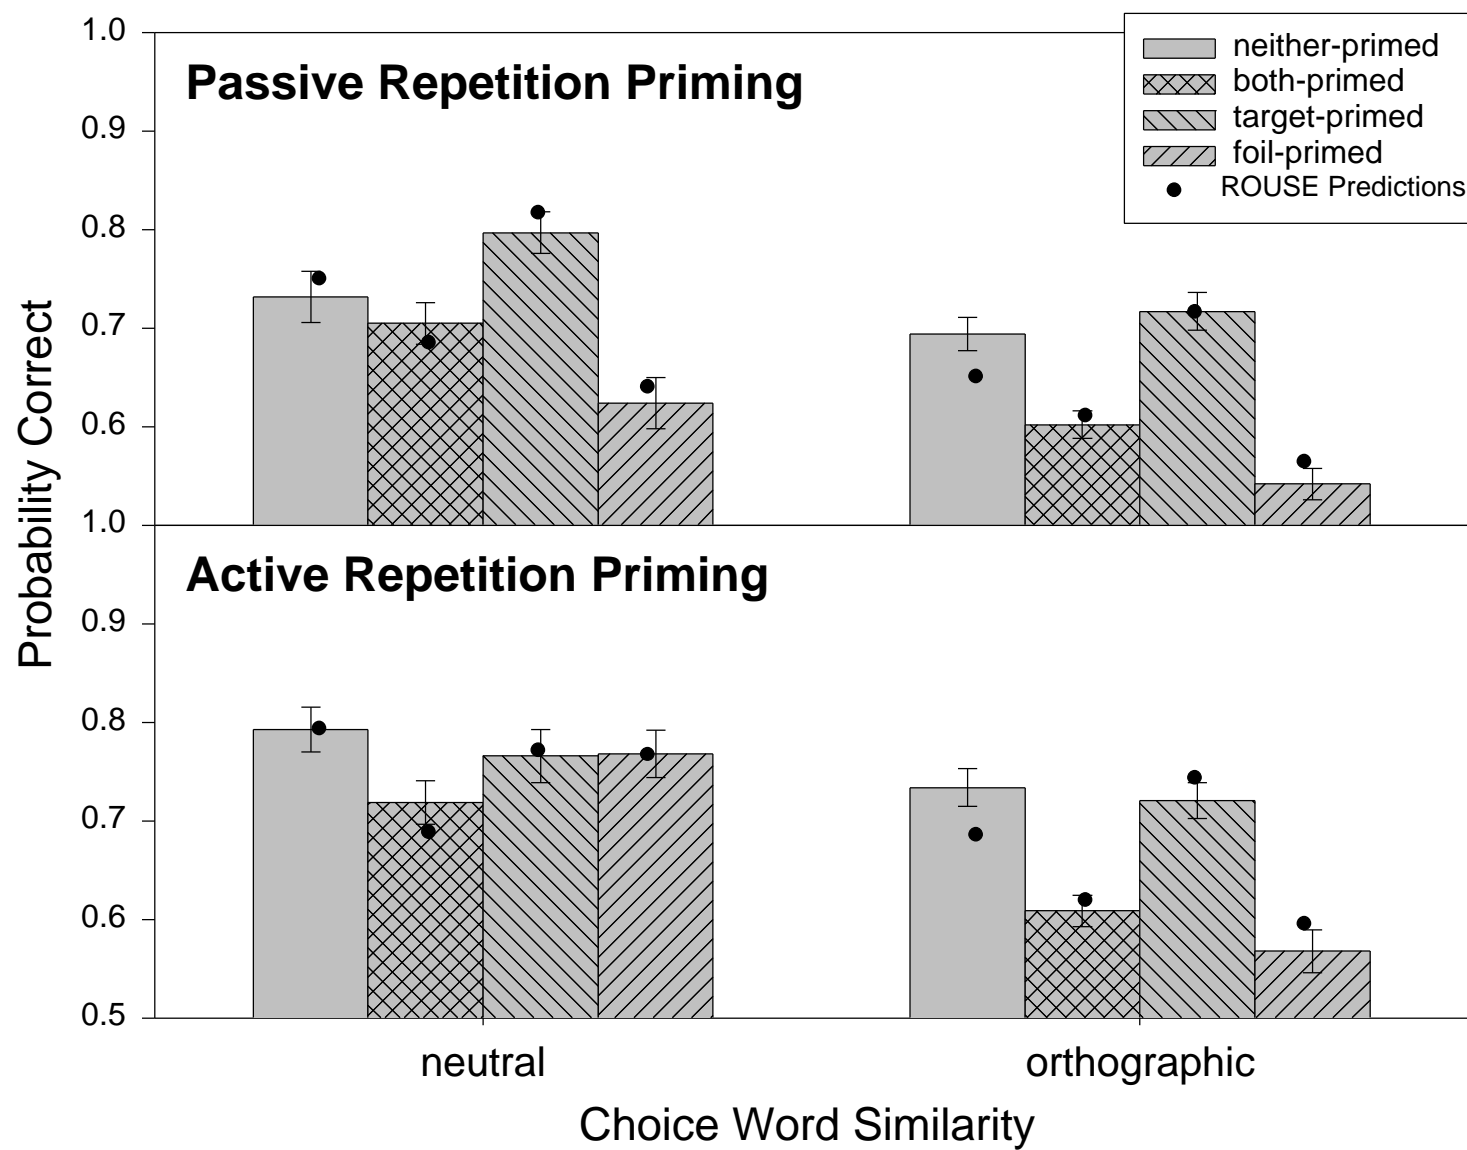 1.0
Passive Repetition Priming
0.9
0.8
0.7
0.6
1.0
neither-primed
both-primed
target-primed
foil-primed
ROUSE Predictions
Probability Correct
Active Repetition Priming
0.9
0.8
0.7
0.6
0.5
neutral
orthographic
Choice Word Similarity